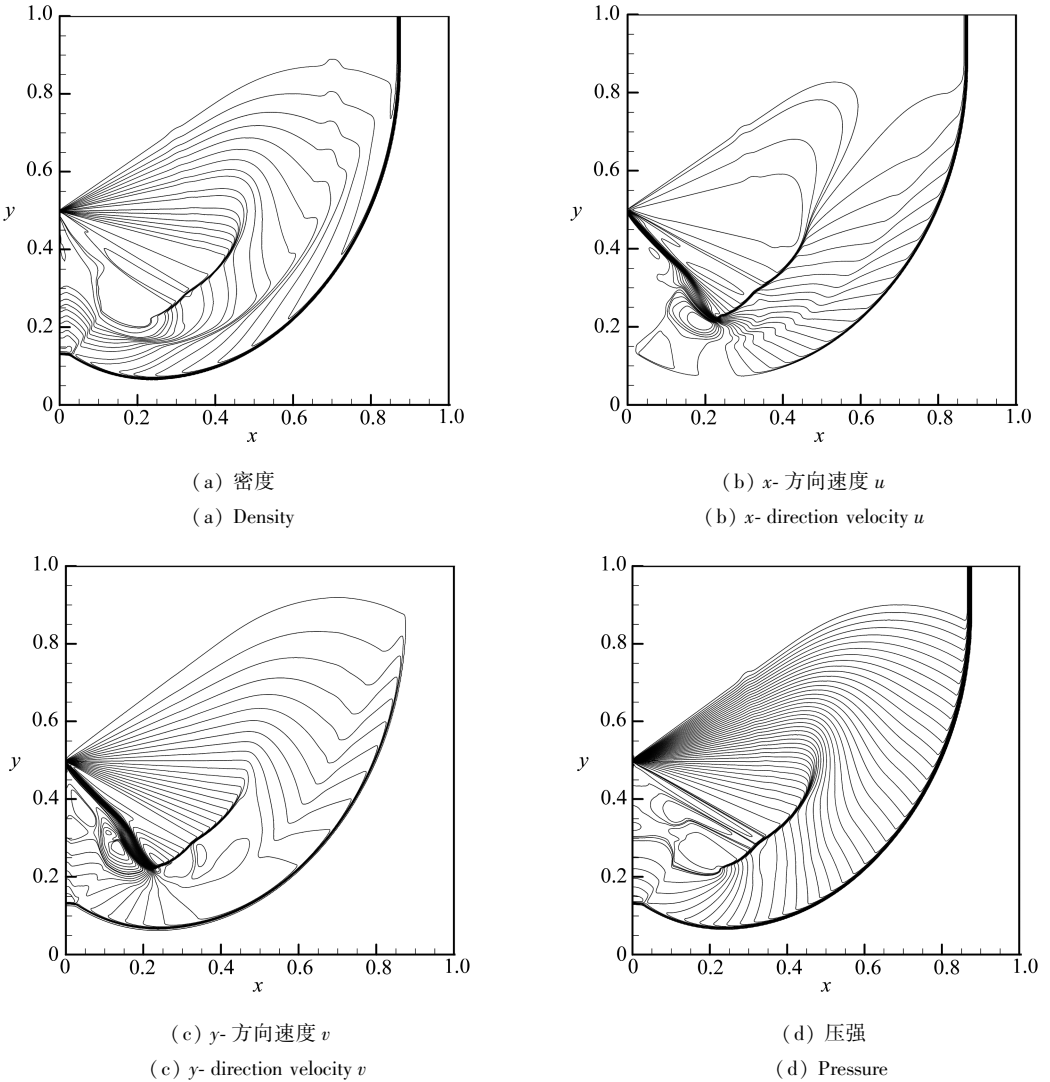 1.0
0.8
0.6
y
0.4
0.2
0
0 0.2 0.4 0.6 0.8 1.0
x
(a) 密度
(a) Density
1.0
0.8
0.6
y
0.4
0.2
0
0 0.2 0.4 0.6 0.8 1.0
x
(b) x- 方向速度 u
(b) x- direction velocity u
1.0
0.8
0.6
y
0.4
0.2
0
0 0.2 0.4 0.6 0.8 1.0
x
(c) y- 方向速度 v
(c) y- direction velocity v
1.0
0.8
0.6
y
0.4
0.2
0
0 0.2 0.4 0.6 0.8 1.0
x
(d) 压强
(d) Pressure